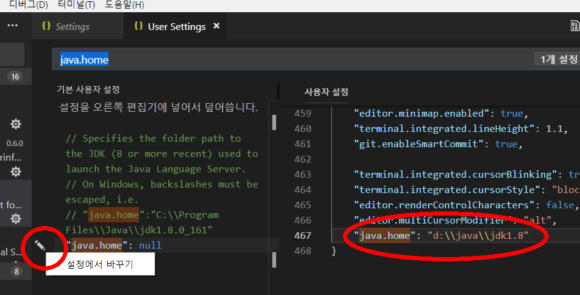 디버그(D) 터미널(T) 도움말(H)
{ } Settings
{ } User Settings ×
java.home
1개 설정
16
0.6.0
rinf...
t fo...
al S...
기본 사용자 설정
설정을 오른쪽 편집기에 넣어서 덮어씁니다.
// Specifies the folder path to
the JDK (8 or more recent) used to
launch the Java Language Server.
// On Windows, backslashes must be
escaped, i.e.
// "java.home":"C:\\Program
Files\\Java\\jdk1.8.0_161"
"java.home": null
설정에서 바꾸기
사용자 설정
459 "editor.minimap.enabled": true,
460 "terminal.integrated.lineHeight": 1.1,
461 "git.enableSmartCommit": true,
462
463 "terminal.integrated.cursorBlinking": tr
464 "terminal.integrated.cursorStyle": "bloc
465 "editor.renderControlCharacters": false,
466 "editor.multiCursorModifier": "alt",
467 "java.home": "d:\\java\\jdk1.8"
468 }